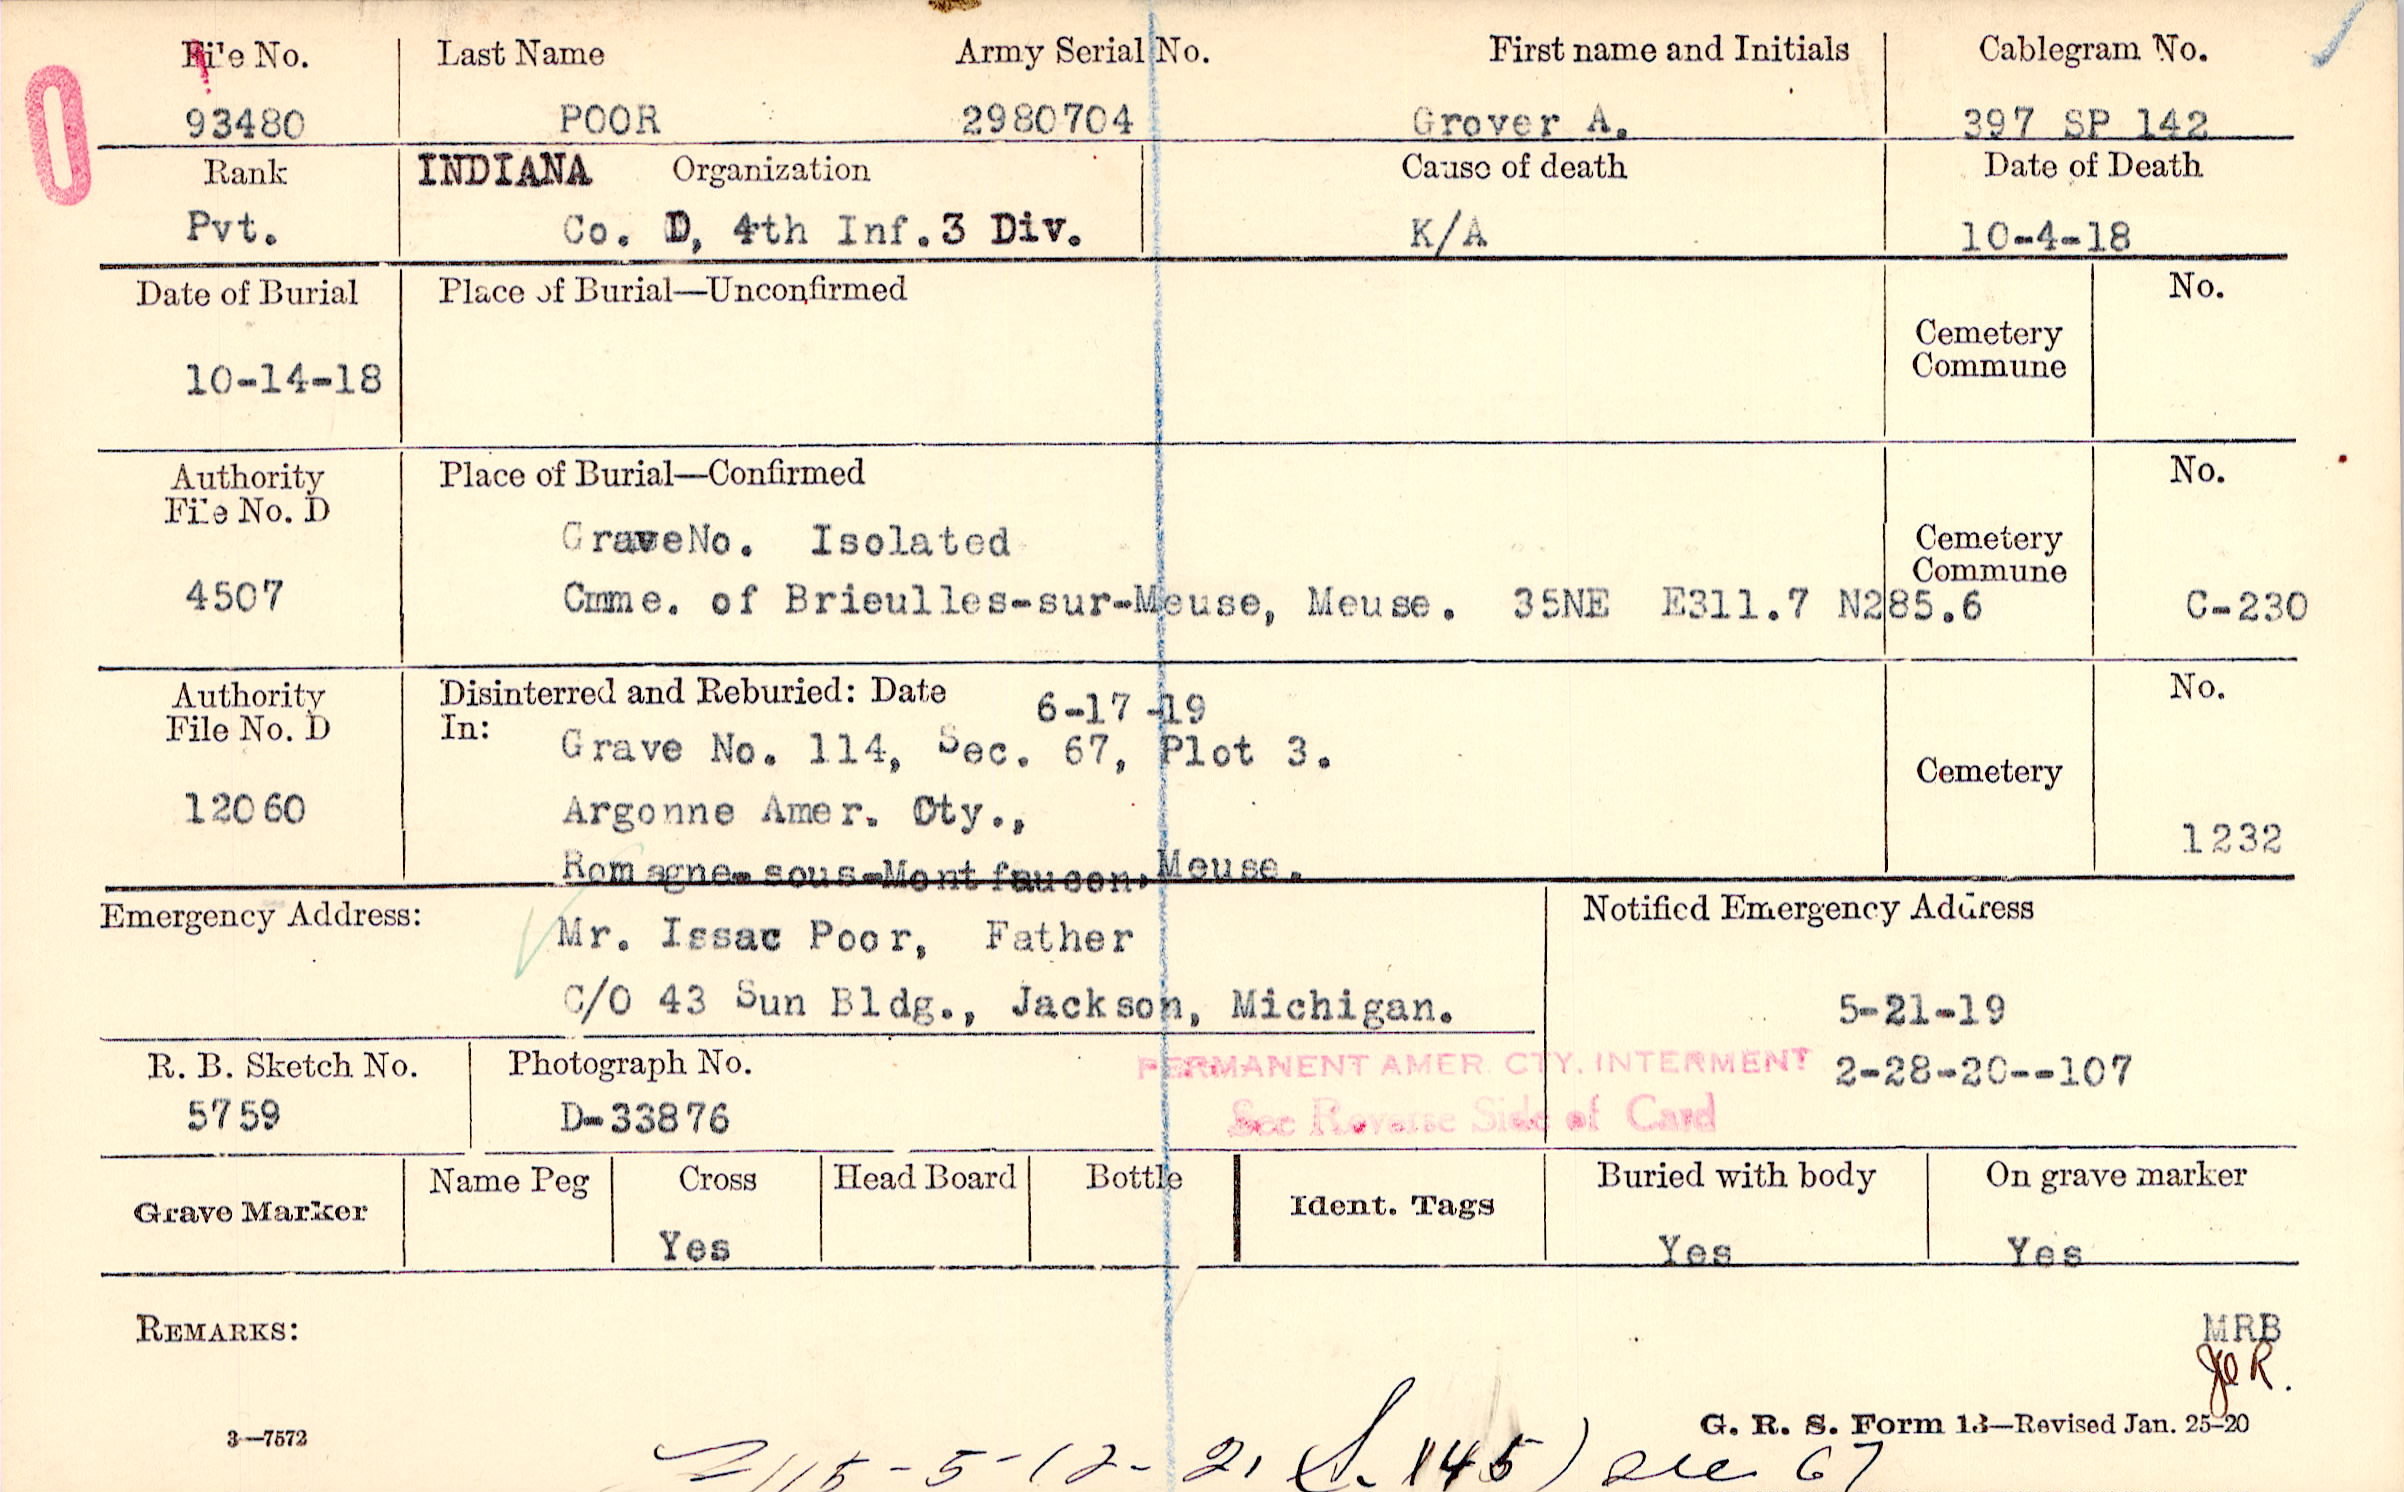 File No. Last Name Army Serial No. First name and Initials Cablegram No.
93480 POOR 2980704 Grover A. 397 SP 142
Rank INDIANA Organization Cause of death Date of Death
Pvt. Co. D, 4th Inf. 3 Div. K/A 10-4-18
Date of Burial Place of Burial—Unconfirmed No.
Cemetery
Commune
10-14-18
Authority Place of Burial—Confirmed No.
File No. D
GraveNo. Isolated Cemetery
Commune
4507 Cmme. of Brieulles-sur-Meuse, Meuse. 35NE E311.7 N285.6 C-230
Authority Disinterred and Reburied: Date 6-17-19 No.
File No. D In:
Grave No. 114, Sec. 67, Plot 3.
Cemetery
12060 Argonne Amer. Cty.,
1232
Romagne-sous-Montfaucon, Meuse.
Emergency Address: Notified Emergency Address
Mr. Issac Poor, Father
C/O 43 Sun Bldg., Jackson, Michigan. 5-21-19
R. B. Sketch No. Photograph No. PERMANENT AMER. CTY. INTERMENT 2-28-20--107
5759 D-33876 See Reverse Side of Card
Grave Marker Name Peg Cross Head Board Bottle Ident. Tags Buried with body On grave marker
Yes Yes Yes
REMARKS: MRB
JeR.
3—7572 G. R. S. Form 13—Revised Jan. 25-20
5-12-21 (S. 145) sec 67